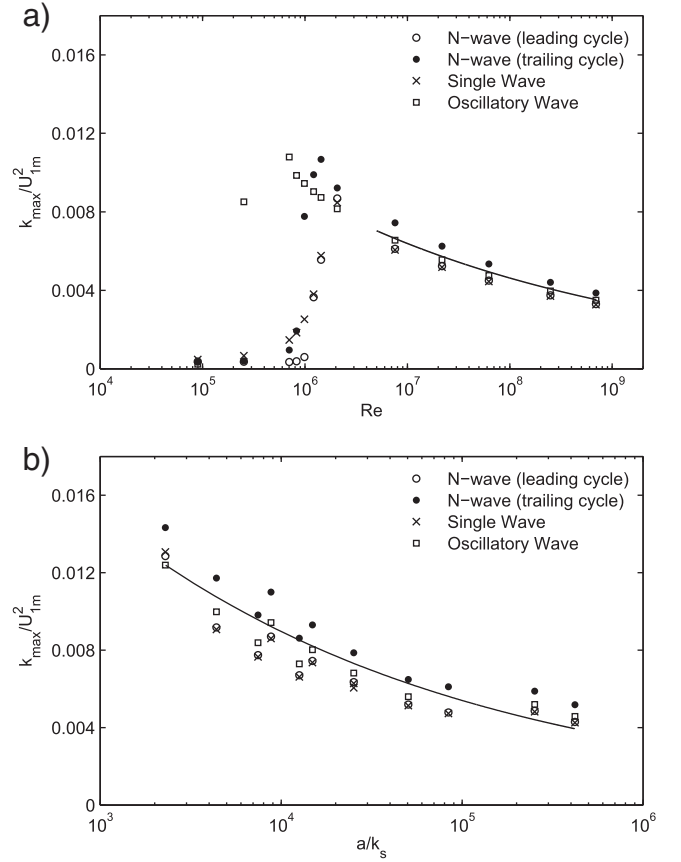 a)
0.016
0.012
0.008
0.004
0
k_max/U²_1m
N−wave (leading cycle)
N−wave (trailing cycle)
Single Wave
Oscillatory Wave
10⁴ 10⁵ 10⁶ 10⁷ 10⁸ 10⁹
Re
b)
0.016
0.012
0.008
0.004
0
k_max/U²_1m
N−wave (leading cycle)
N−wave (trailing cycle)
Single Wave
Oscillatory Wave
10³ 10⁴ 10⁵ 10⁶
a/k_s